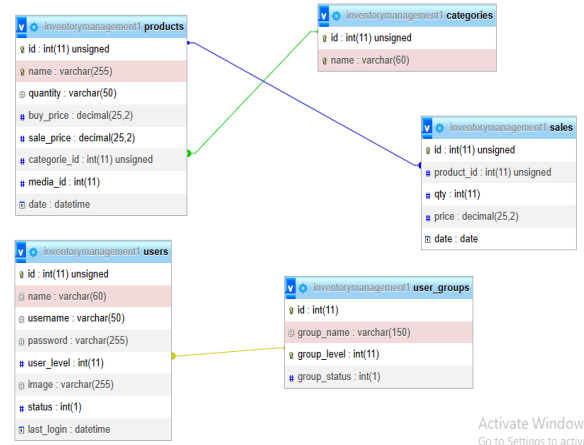 inventorymanagement1 products
id : int(11) unsigned
name : varchar(255)
quantity : varchar(50)
buy_price : decimal(25,2)
sale_price : decimal(25,2)
categorie_id : int(11) unsigned
media_id : int(11)
date : datetime
inventorymanagement1 categories
id : int(11) unsigned
name : varchar(60)
inventorymanagement1 sales
id : int(11) unsigned
product_id : int(11) unsigned
qty : int(11)
price : decimal(25,2)
date : date
inventorymanagement1 users
id : int(11) unsigned
name : varchar(60)
username : varchar(50)
password : varchar(255)
user_level : int(11)
image : varchar(255)
status : int(1)
last_login : datetime
inventorymanagement1 user_groups
id : int(11)
group_name : varchar(150)
group_level : int(11)
group_status : int(1)
Activate Window
Go to Settings to activ